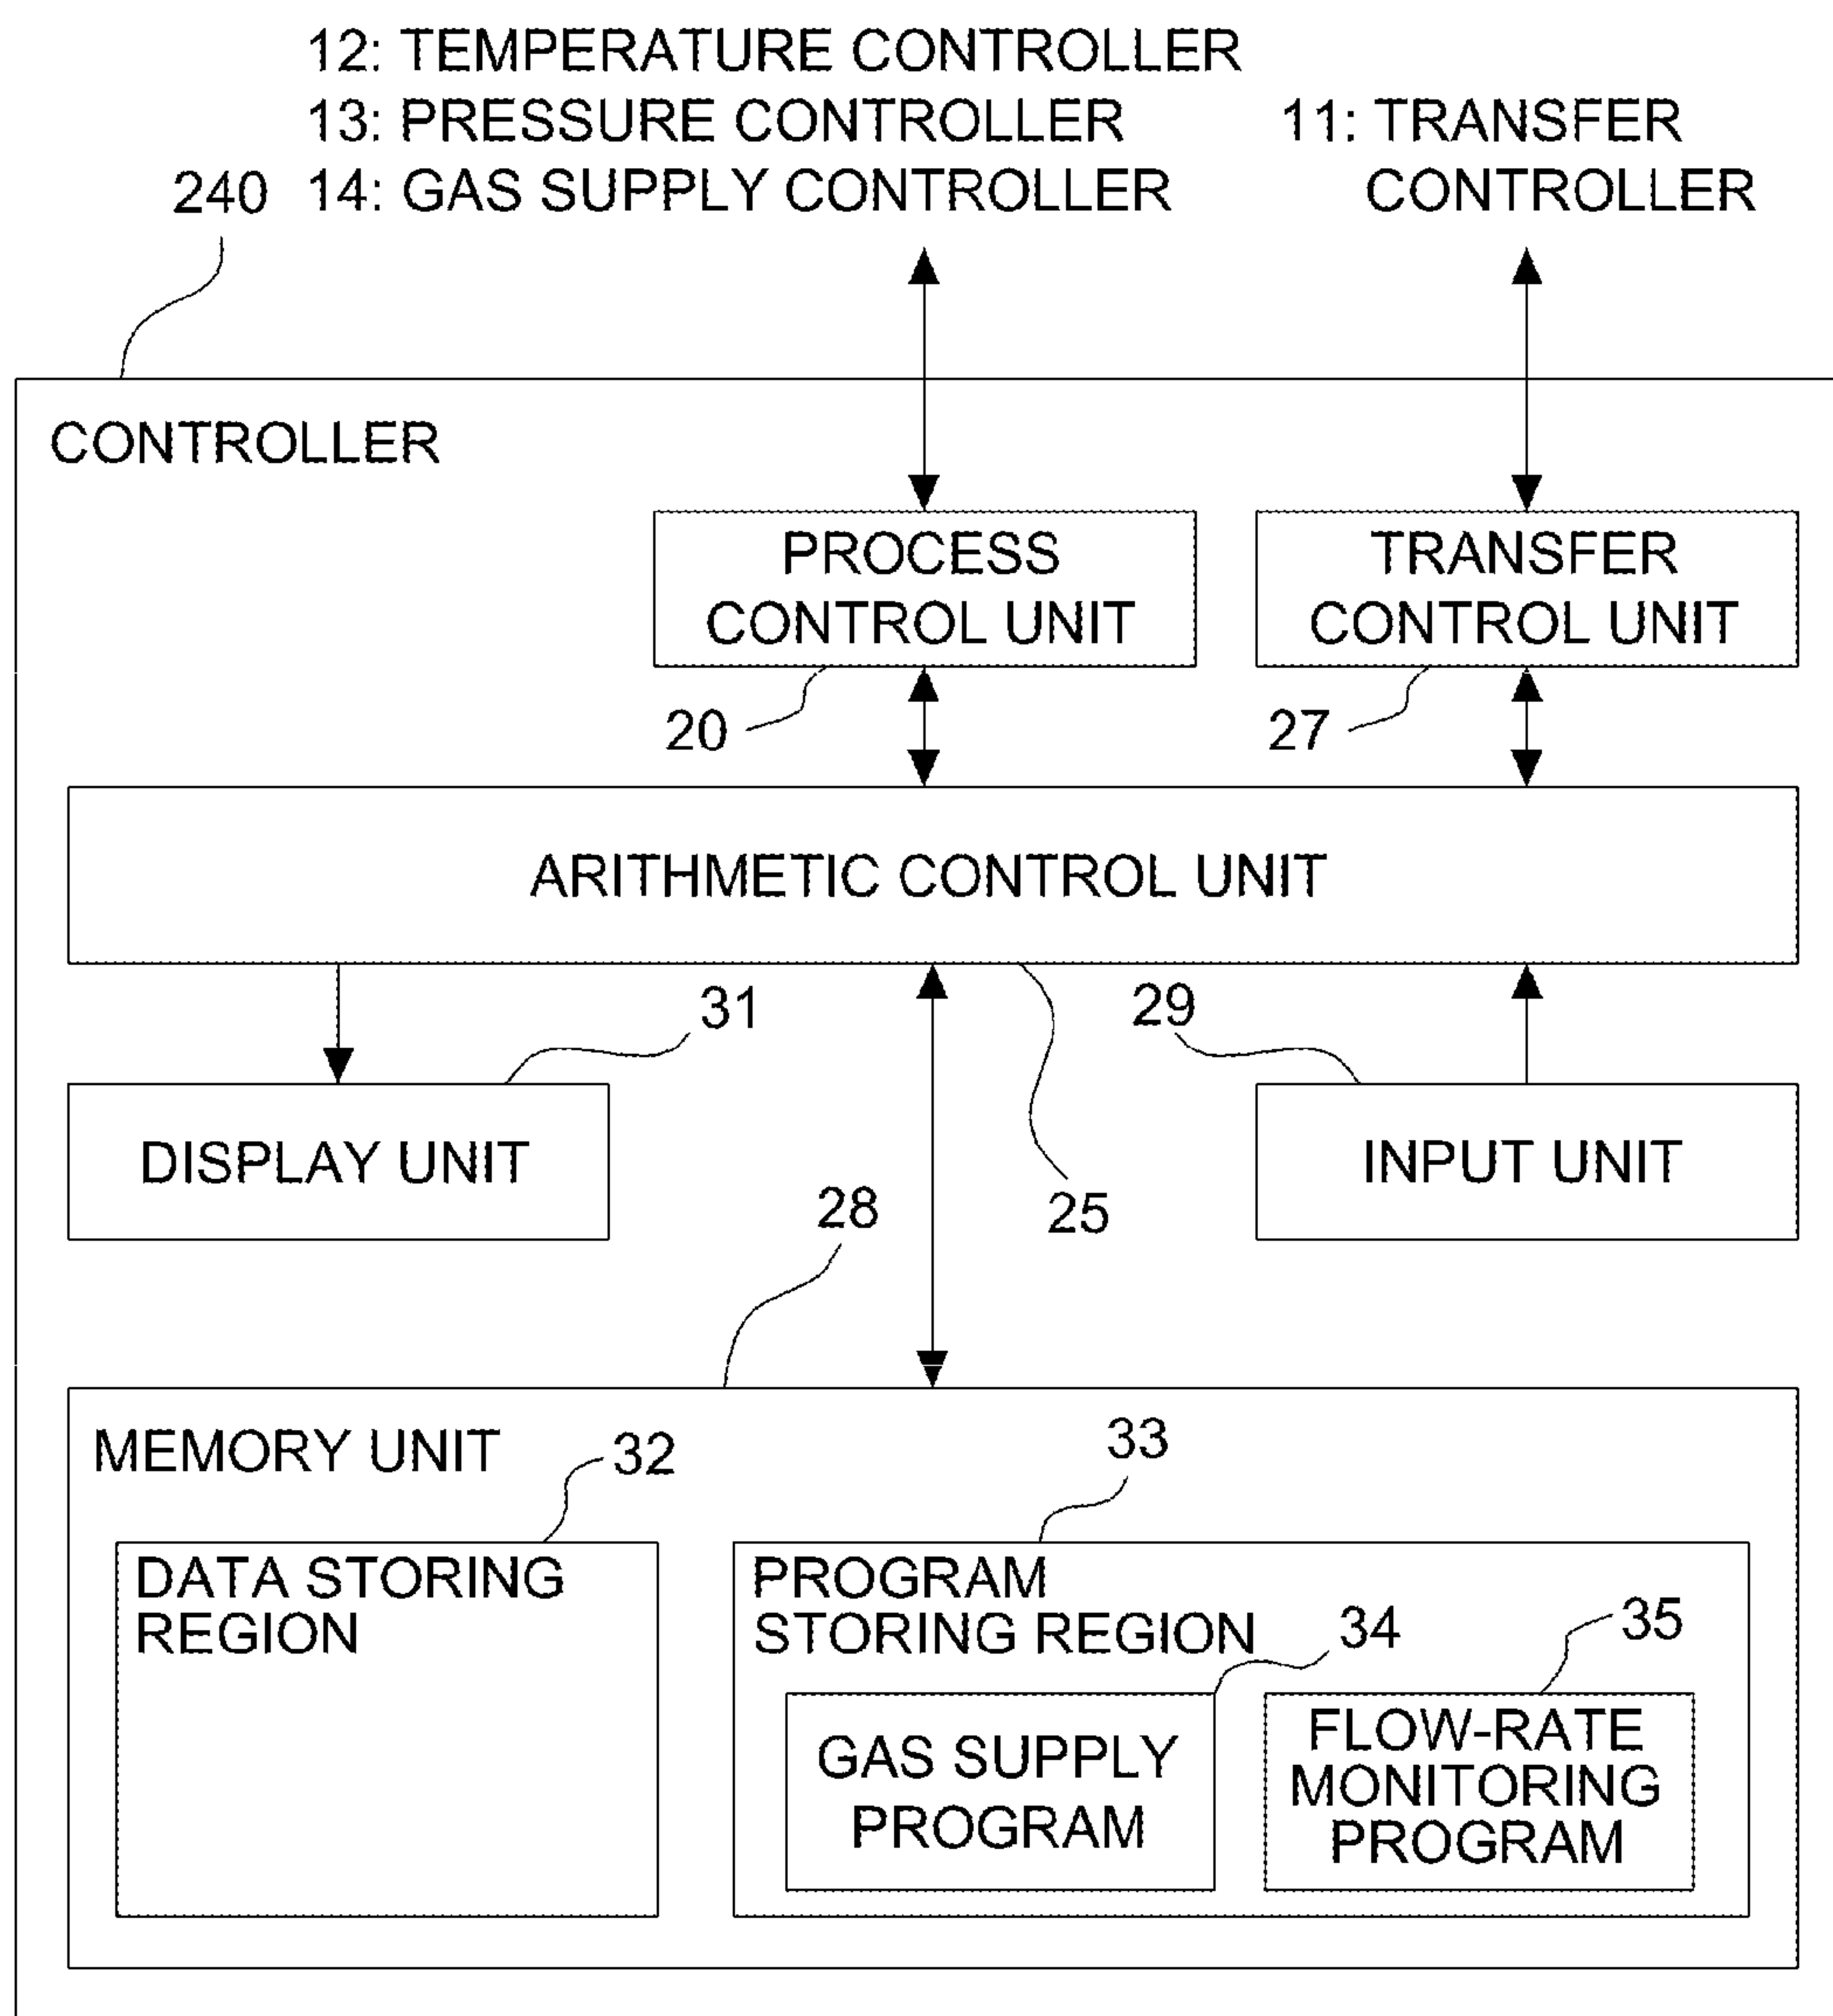 12: TEMPERATURE CONTROLLER
13: PRESSURE CONTROLLER
14: GAS SUPPLY CONTROLLER
11: TRANSFER
CONTROLLER
240
CONTROLLER
PROCESS
CONTROL UNIT
TRANSFER
CONTROL UNIT
20
27
ARITHMETIC CONTROL UNIT
31
29
DISPLAY UNIT
INPUT UNIT
28
25
MEMORY UNIT
32
33
DATA STORING
REGION
PROGRAM
STORING REGION
34
35
GAS SUPPLY
PROGRAM
FLOW-RATE
MONITORING
PROGRAM